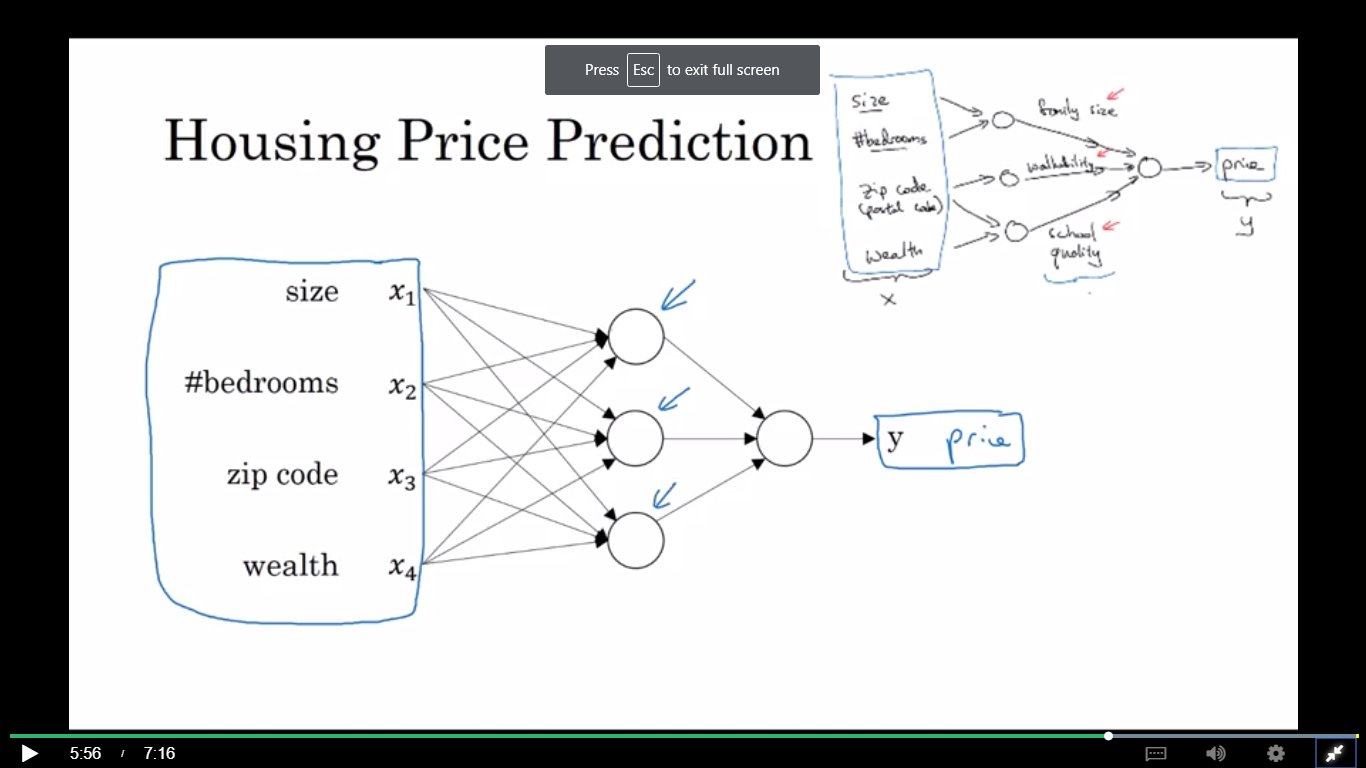 Press Esc to exit full screen
Housing Price Prediction
size
#bedrooms
zip code
(postal code)
wealth
x
family size
walkability
school
quality
price
y
size x₁
#bedrooms x₂
zip code x₃
wealth x₄
y price
5:56 / 7:16